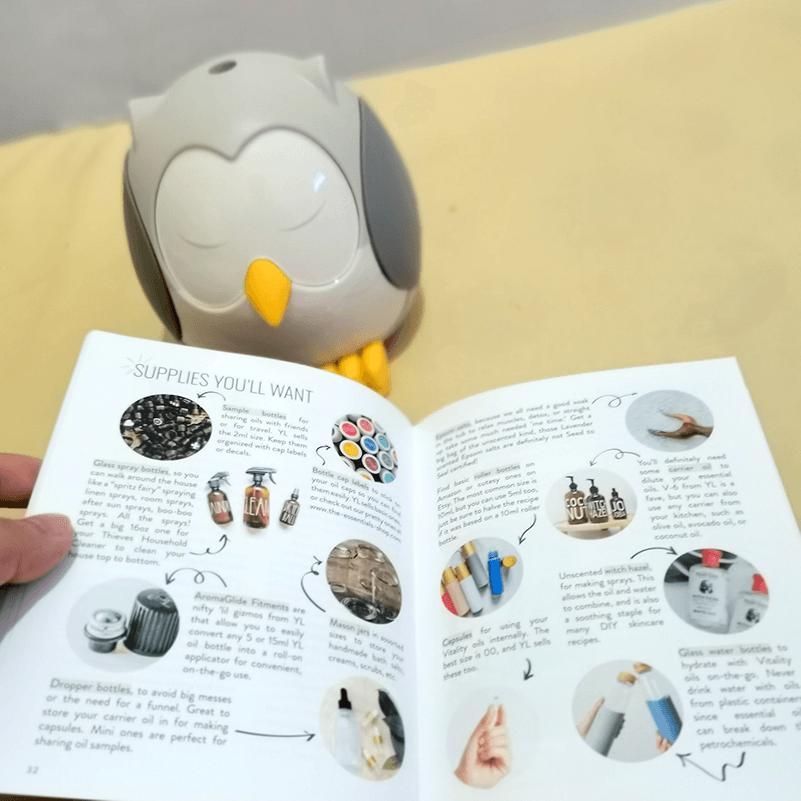 SUPPLIES YOU'LL WANT
Sample bottles for
sharing oils with friends
or for travel. YL sells
the 2ml size. Keep them
organized with cap labels
or decals.
Glass spray bottles, so you
can walk around the house
like a "spritz fairy" spraying
linen sprays, room sprays,
after sun sprays, boo-boo
sprays. All the sprays!
Get a big 16oz one for
your Thieves Household
Cleaner to clean your
house top to bottom.
Bottle cap labels to stick on
your oil caps so you can find
them easily. YL sells them
or check out our pretty ones
www.the-essentials-shop.com
AromaGlide Fitments are
nifty 'lil gizmos from YL
that allow you to easily
convert any 5 or 15ml YL
oil bottle into a roll-on
applicator for convenient,
on-the-go use.
Mason jars in assorted
sizes to store your
handmade bath salts,
creams, scrubs, etc.
Dropper bottles, to avoid big messes
or the need for a funnel. Great to
store your carrier oil in for making
capsules. Mini ones are perfect for
sharing oil samples.
32
Epsom salts, because we all need a good soak
in the tub to relax muscles, detox, or straight
up take some much needed "me time." Get a
big bag of the unscented kind, those Lavender
scented Epsom salts are definitely not Seed to
Seal certified!
Find basic roller bottles on
Amazon or cutesy ones on
Etsy. The most common size is
10ml, but you can use 5ml too,
just be sure to halve the recipe
if it was based on a 10ml roller
bottle.
COC
NU
WITC
HAZE
JO
You'll definitely need
some carrier oil to
dilute your essential
oils. V-6 from YL is a
fave, but you can also
use any carrier from
your kitchen, such as
olive oil, avocado oil, or
coconut oil.
Unscented witch hazel,
for making sprays. This
allows the oil and water
to combine, and is also
a soothing staple for
many DIY skincare
recipes.
Capsules for using your
Vitality oils internally. The
best size is 00, and YL sells
these too.
Glass water bottles to
hydrate with Vitality
oils on-the-go. Never
drink water with oils
from plastic container
since essential oi
can break down t
petrochemicals.